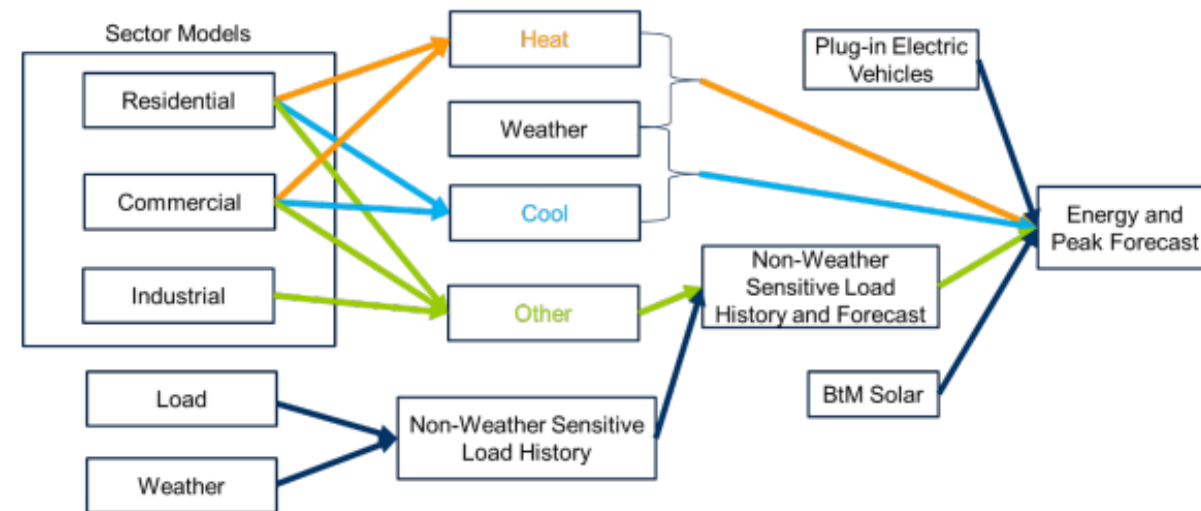 Sector Models
Residential
Commercial
Industrial
Load
Weather
Heat
Weather
Cool
Other
Non-Weather Sensitive
Load History
Non-Weather
Sensitive Load
History and Forecast
Plug-in Electric
Vehicles
BtM Solar
Energy and
Peak Forecast